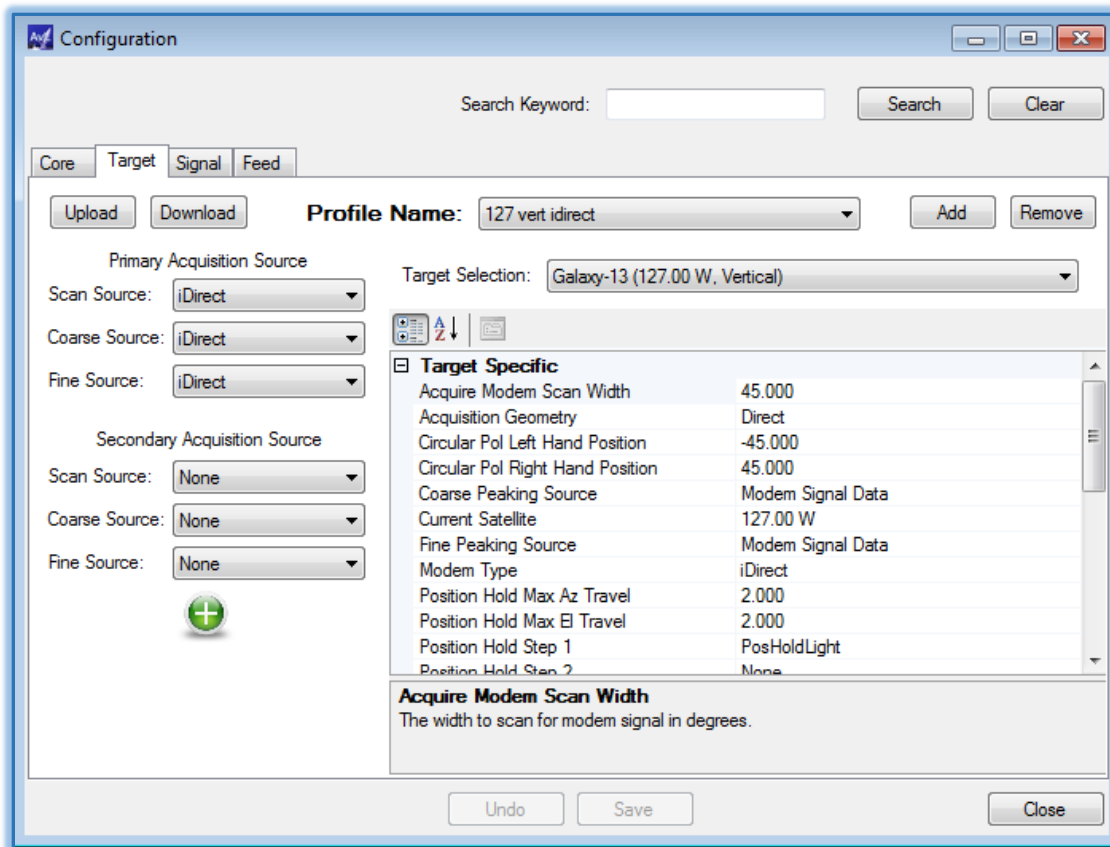 Configuration
Search Keyword: Search Clear
Core Target Signal Feed
Upload Download Profile Name: 127 vert idirect Add Remove
Primary Acquisition Source
Scan Source: iDirect
Coarse Source: iDirect
Fine Source: iDirect
Secondary Acquisition Source
Scan Source: None
Coarse Source: None
Fine Source: None
Target Selection: Galaxy-13 (127.00 W, Vertical)
Target Specific
Acquire Modem Scan Width 45.000
Acquisition Geometry Direct
Circular Pol Left Hand Position -45.000
Circular Pol Right Hand Position 45.000
Coarse Peaking Source Modem Signal Data
Current Satellite 127.00 W
Fine Peaking Source Modem Signal Data
Modem Type iDirect
Position Hold Max Az Travel 2.000
Position Hold Max El Travel 2.000
Position Hold Step 1 PosHoldLight
Position Hold Step 2 None
Acquire Modem Scan Width
The width to scan for modem signal in degrees.
Undo Save Close